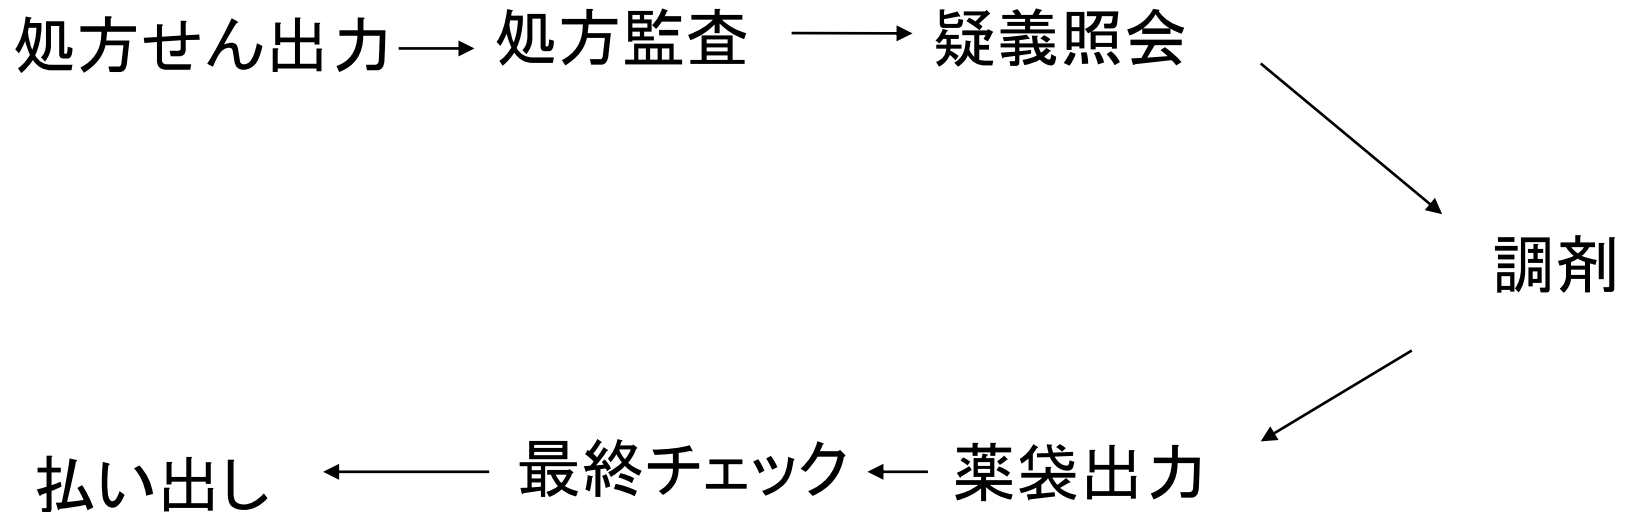 処方せん出力
処方監査
疑義照会
調剤
薬袋出力
最終チェック
払い出し